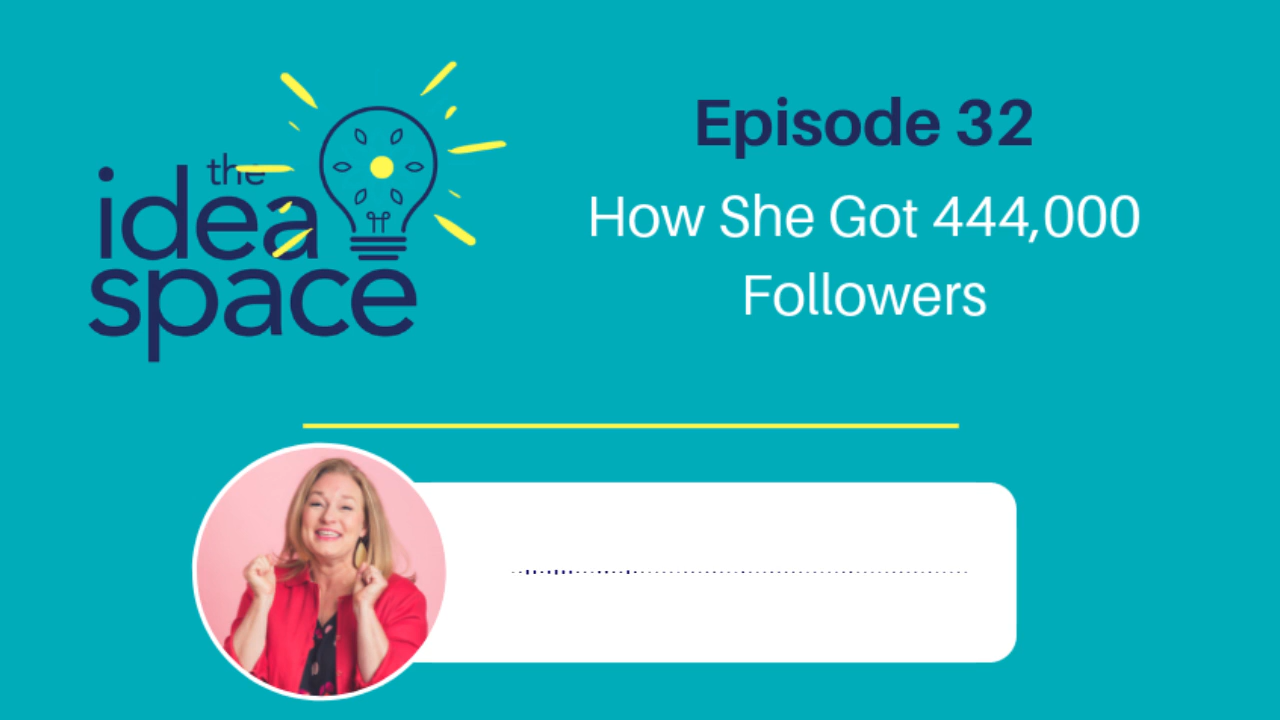 the
idea
space
Episode 32
How She Got 444,000
Followers